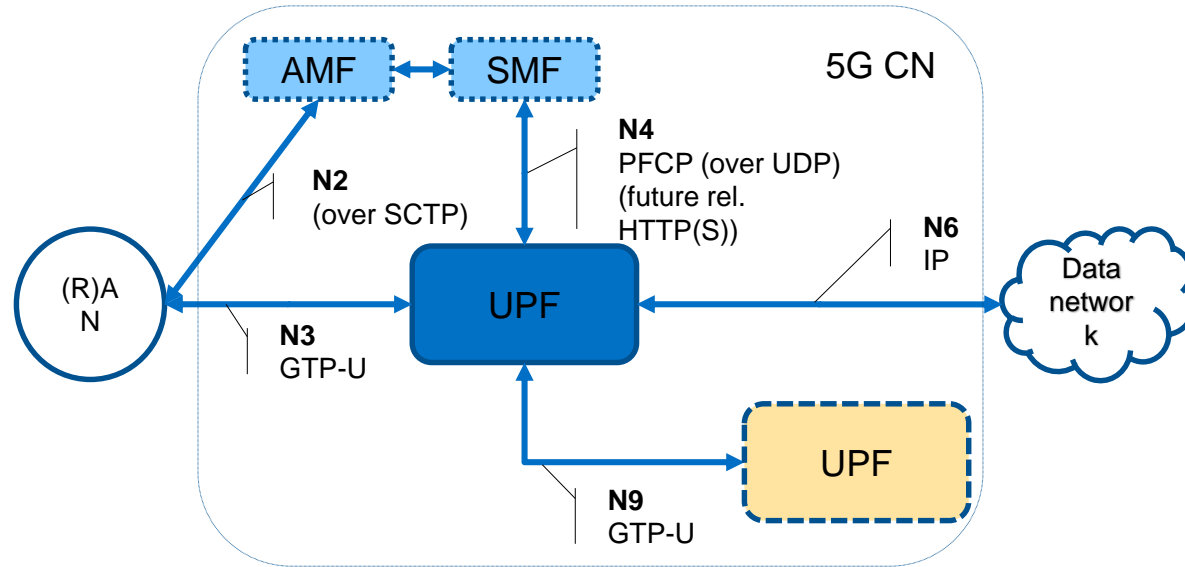 5G CN
AMF
SMF
N4
PFCP (over UDP)
(future rel.
HTTP(S))
N2
(over SCTP)
N6
IP
(R)A
N
UPF
Data
networ
k
N3
GTP-U
UPF
N9
GTP-U